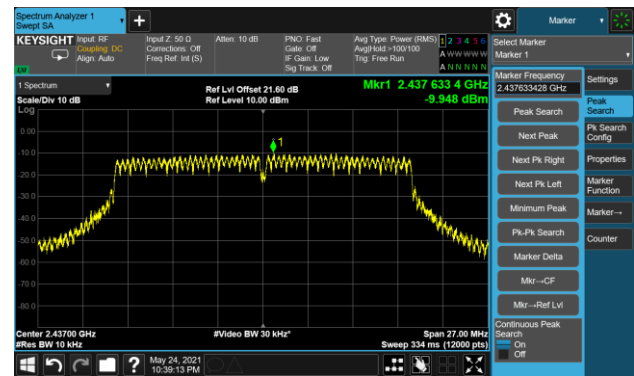 Spectrum Analyzer 1
Swept SA
Marker
KEYSIGHT
Input: RF
Coupling: DC
Align: Auto
Input Z: 50 Ω
Corrections: Off
Freq Ref: Int (S)
Atten: 10 dB
PNO: Fast
Gate: Off
IF Gain: Low
Sig Track: Off
Avg Type: Power (RMS)
Avg|Hold:>100/100
Trig: Free Run
1 2 3 4 5 6
A W W W W W
A N N N N N
Select Marker
Marker 1
1 Spectrum
Scale/Div 10 dB
Log
Ref Lvl Offset 21.60 dB
Ref Level 10.00 dBm
Mkr1 2.437 633 4 GHz
-9.948 dBm
1
0.00
-10.0
-20.0
-30.0
-40.0
-50.0
-60.0
-70.0
-80.0
Center 2.43700 GHz
#Res BW 10 kHz
#Video BW 30 kHz*
Span 27.00 MHz
Sweep 334 ms (12000 pts)
Marker Frequency
2.437633428 GHz
Peak Search
Next Peak
Next Pk Right
Next Pk Left
Minimum Peak
Pk-Pk Search
Marker Delta
Mkr→CF
Mkr→Ref Lvl
Continuous Peak
Search
On
Off
Settings
Peak
Search
Pk Search
Config
Properties
Marker
Function
Marker→
Counter
May 24, 2021
10:39:13 PM